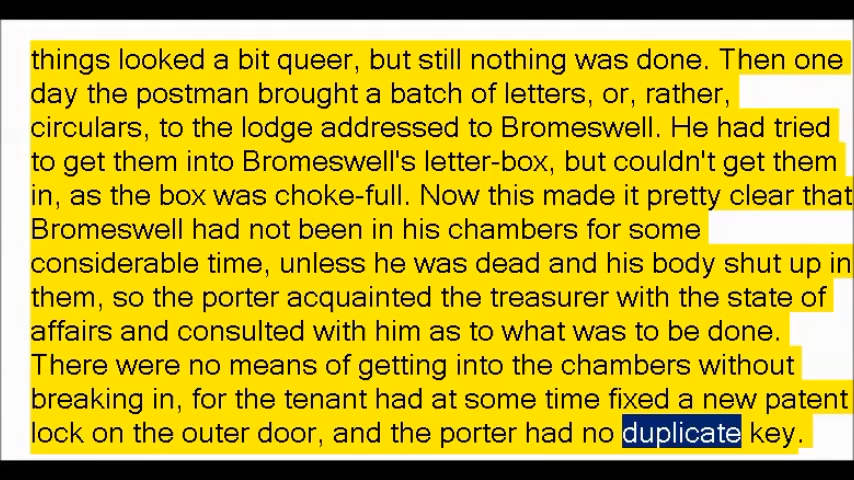 things looked a bit queer, but still nothing was done. Then one
day the postman brought a batch of letters, or, rather,
circulars, to the lodge addressed to Bromeswell. He had tried
to get them into Bromeswell's letter-box, but couldn't get them
in, as the box was choke-full. Now this made it pretty clear that
Bromeswell had not been in his chambers for some
considerable time, unless he was dead and his body shut up in
them, so the porter acquainted the treasurer with the state of
affairs and consulted with him as to what was to be done.
There were no means of getting into the chambers without
breaking in, for the tenant had at some time fixed a new patent
lock on the outer door, and the porter had no duplicate key.